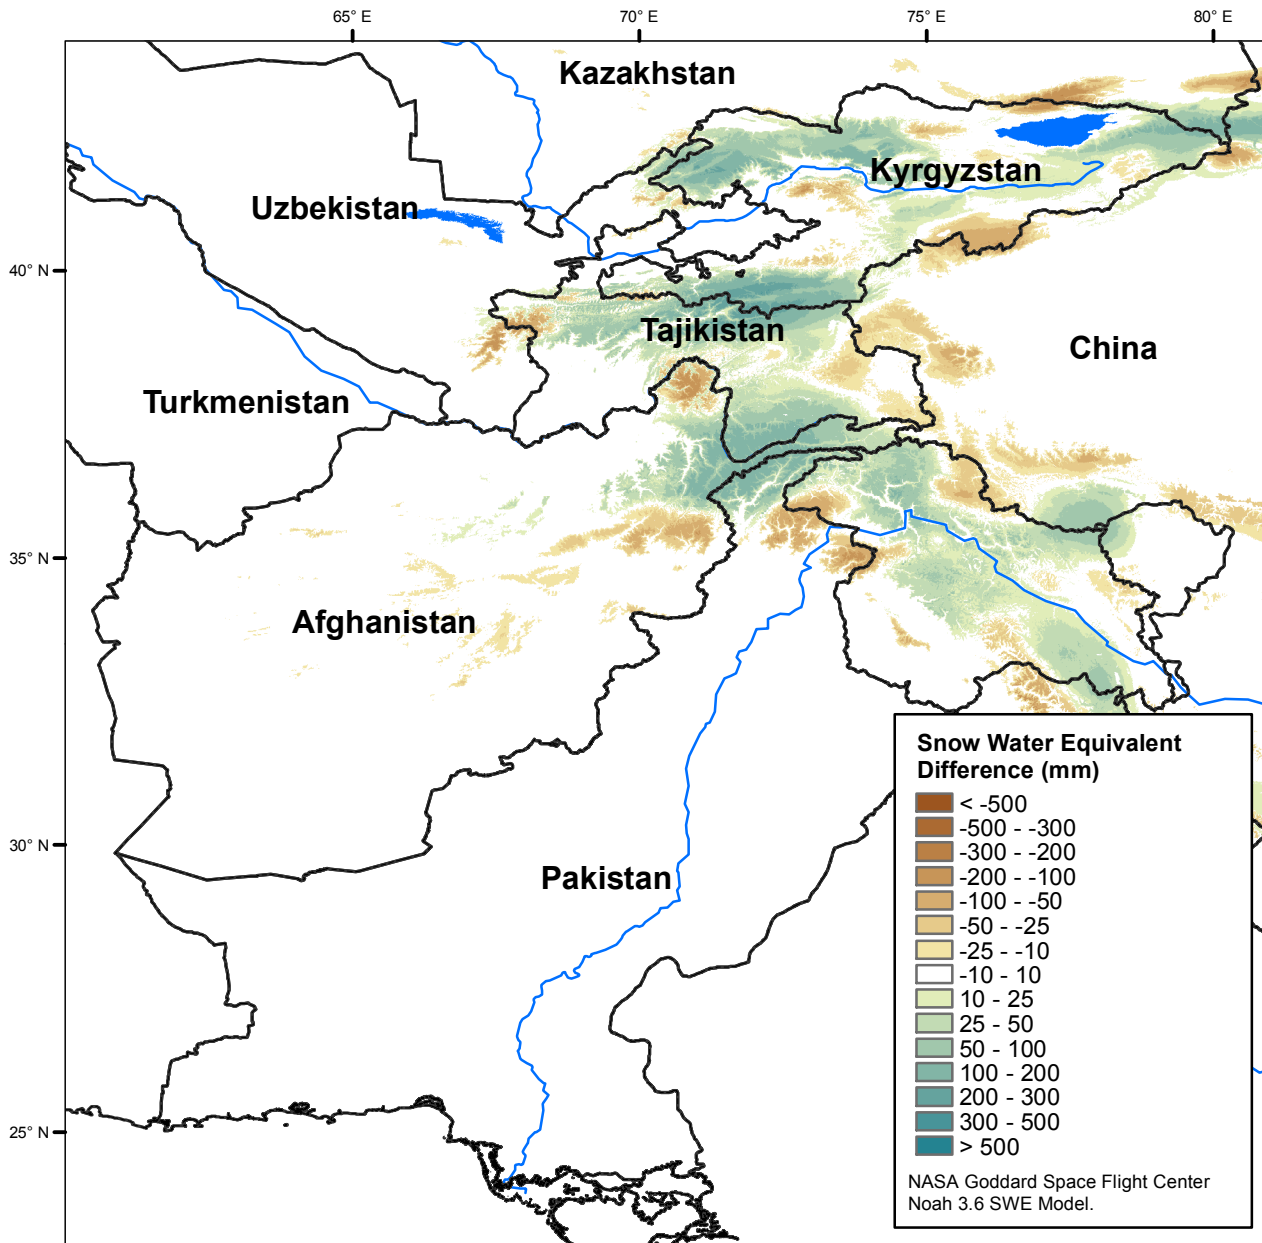 65° E
70° E
75° E
80° E
Kazakhstan
Kyrgyzstan
Uzbekistan
40° N
Tajikistan
China
Turkmenistan
35° N
Afghanistan
Snow Water Equivalent
Difference (mm)
< -500
-500 - -300
-300 - -200
-200 - -100
-100 - -50
-50 - -25
-25 - -10
-10 - 10
10 - 25
25 - 50
50 - 100
100 - 200
200 - 300
300 - 500
> 500
30° N
Pakistan
25° N
NASA Goddard Space Flight Center
Noah 3.6 SWE Model.